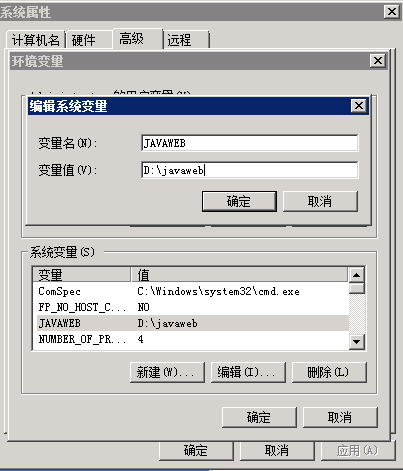 系统属性
计算机名 硬件 高级 远程
环境变量
的用户变量(U)
编辑系统变量
变量名(N): JAVAWEB
变量值(V): D:\javaweb
确定 取消
系统变量(S)
变量 值
ComSpec C:\Windows\system32\cmd.exe
FP_NO_HOST_C... NO
JAVAWEB D:\javaweb
NUMBER_OF_PR... 4
新建(W)... 编辑(I)... 删除(L)
确定 取消
确定 取消 应用(A)